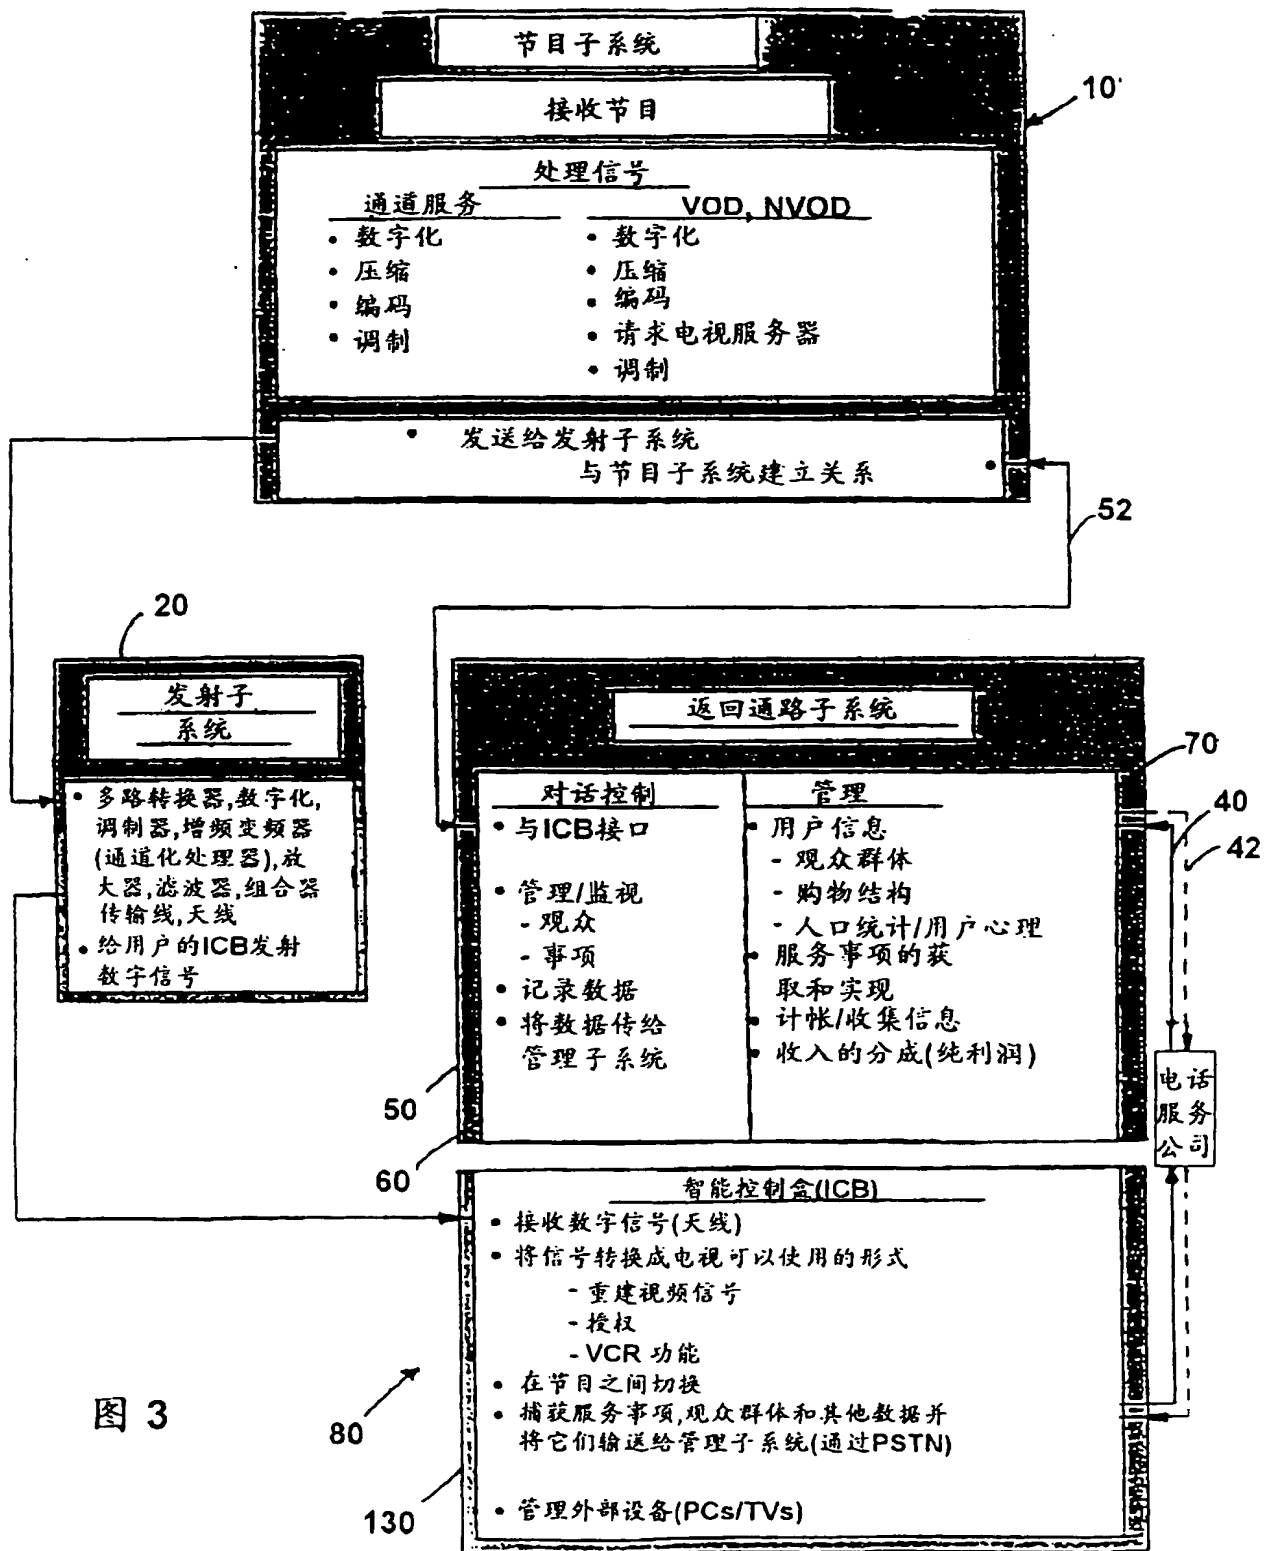 节目子系统
接收节目
10
处理信号
通道服务
• 数字化
• 压缩
• 编码
• 调制
VOD, NVOD
• 数字化
• 压缩
• 编码
• 请求电视服务器
• 调制
• 发送给发射子系统
与节目子系统建立关系 •
52
20
发射子
系统
• 多路转换器,数字化,
调制器,增频变频器
(通道化处理器),放
大器,滤波器,组合器
传输线,天线
• 给用户的ICB发射
数字信号
返回通路子系统
70
40
42
对话控制
• 与ICB接口
• 管理/监视
- 观众
- 事项
• 记录数据
• 将数据传给
管理子系统
管理
• 用户信息
- 观众群体
- 购物结构
- 人口统计/用户心理
• 服务事项的获
取和实现
• 计帐/收集信息
• 收入的分成(纯利润)
电话
服务
公司
50
60
智能控制盒(ICB)
• 接收数字信号(天线)
• 将信号转换成电视可以使用的形式
- 重建视频信号
- 授权
- VCR 功能
• 在节目之间切换
• 捕获服务事项,观众群体和其他数据并
将它们输送给管理子系统(通过PSTN)
• 管理外部设备(PCs/TVs)
80
130
图 3